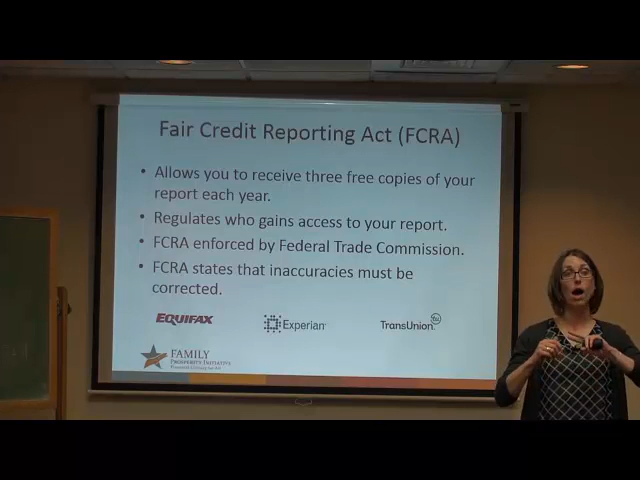 Fair Credit Reporting Act (FCRA)
• Allows you to receive three free copies of your
report each year.
• Regulates who gains access to your report.
• FCRA enforced by Federal Trade Commission.
• FCRA states that inaccuracies must be
corrected.
EQUIFAX
Experian
TransUnion
FAMILY
PROSPERITY INITIATIVE